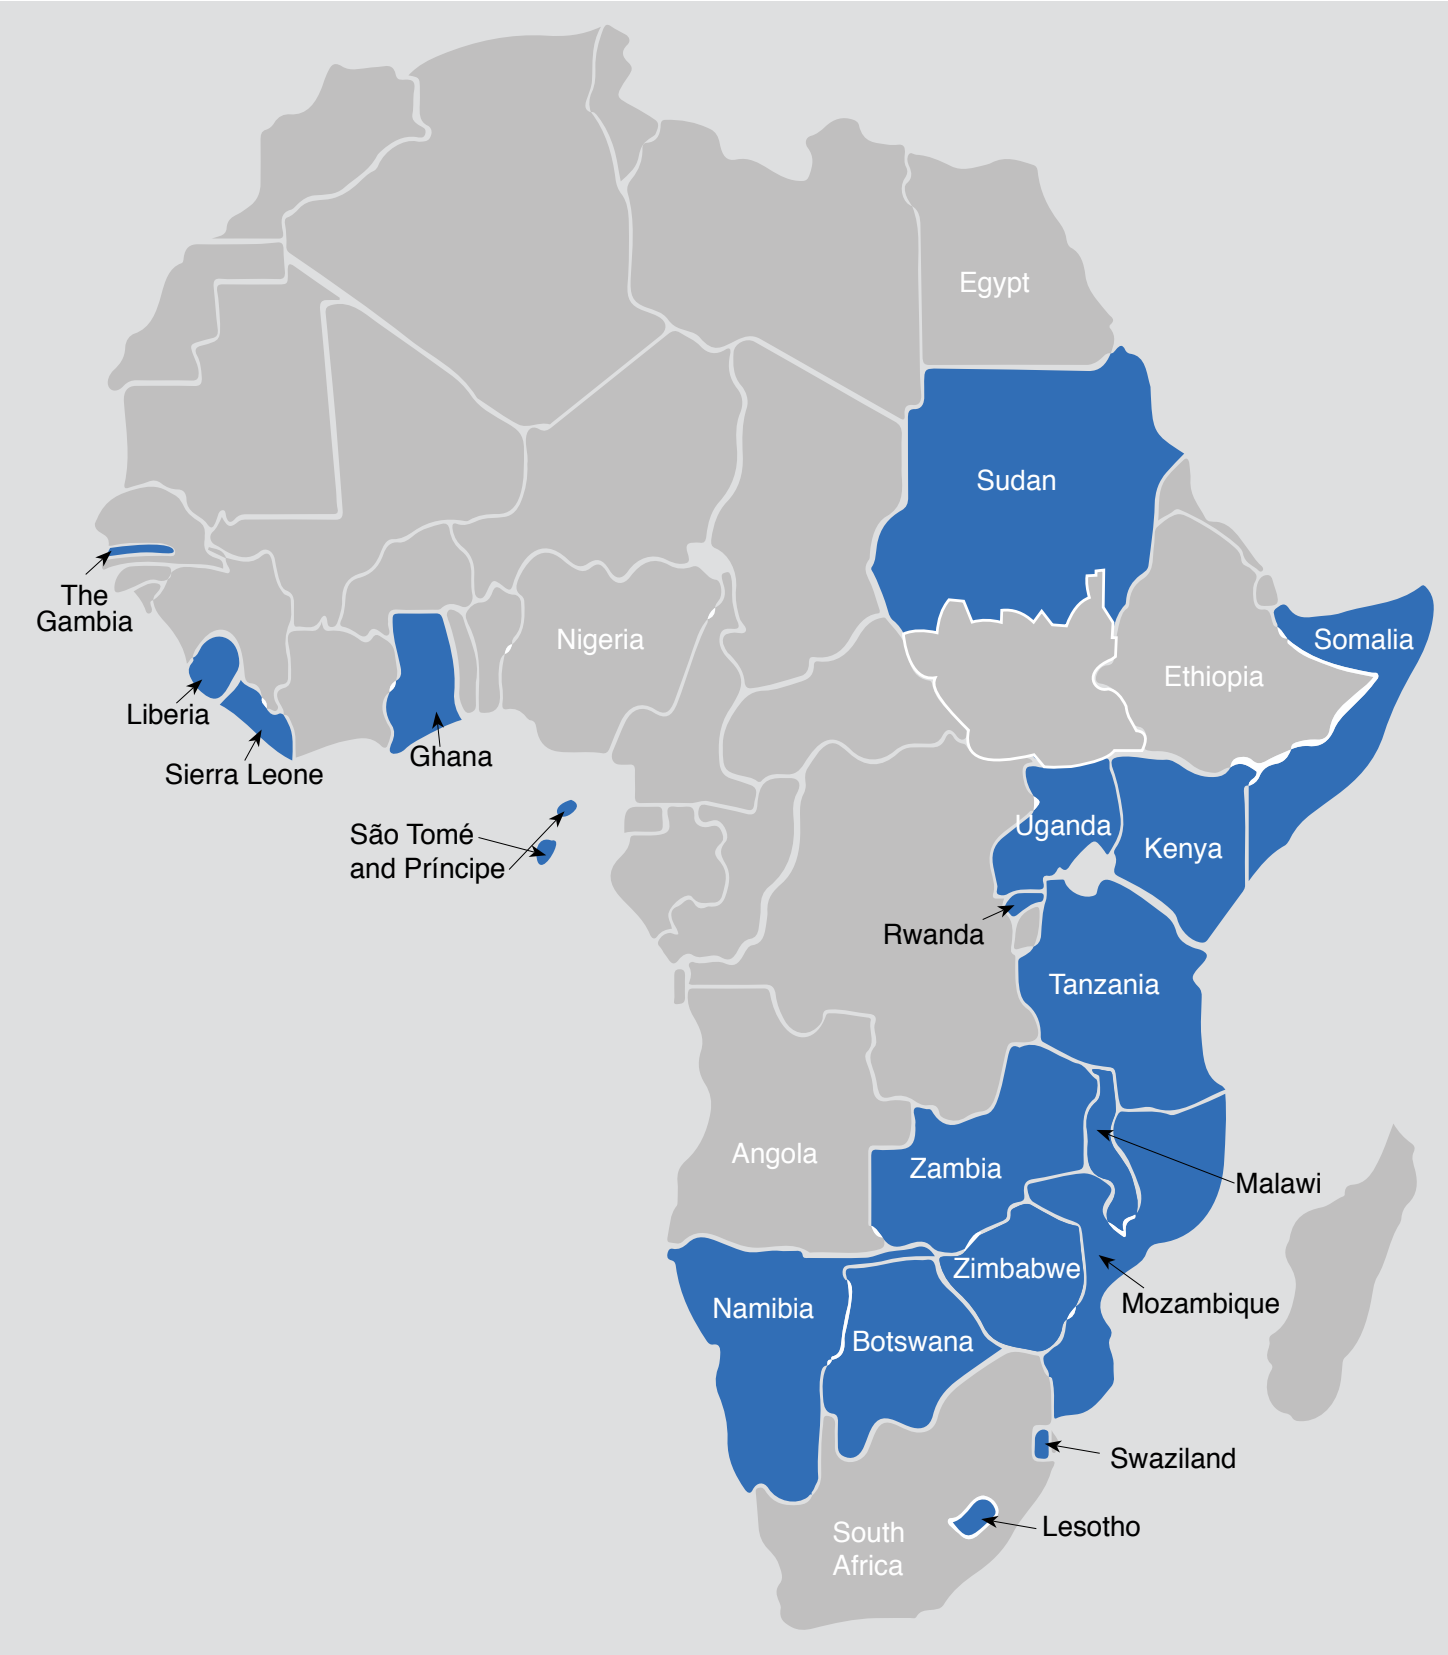 Egypt
Sudan
The
Gambia
Nigeria
Somalia
Ethiopia
Liberia
Ghana
Sierra Leone
São Tomé
and Príncipe
Uganda
Kenya
Rwanda
Tanzania
Angola
Zambia
Malawi
Zimbabwe
Mozambique
Namibia
Botswana
Swaziland
Lesotho
South
Africa